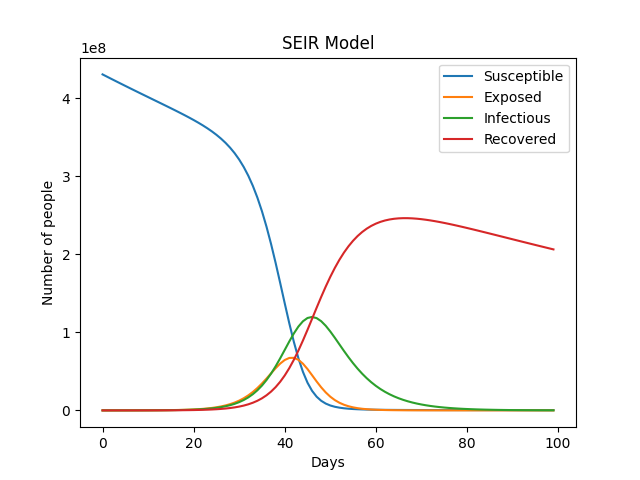 SEIR Model
1e8
Susceptible
Exposed
Infectious
Recovered
4
3
2
1
0
Number of people
0 20 40 60 80 100
Days